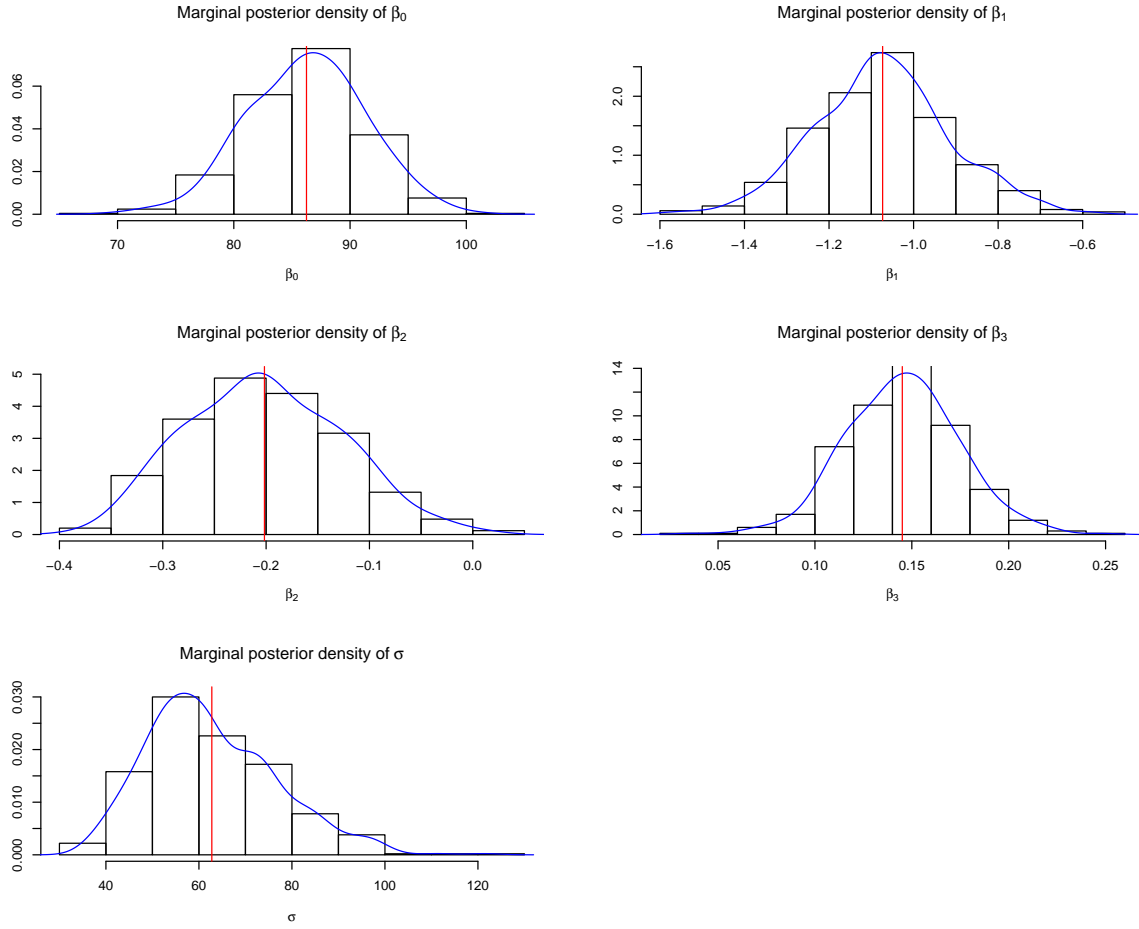 Marginal posterior density of β₀
0.00 0.02 0.04 0.06
70 80 90 100
β₀
Marginal posterior density of β₁
0.0 1.0 2.0
−1.6 −1.4 −1.2 −1.0 −0.8 −0.6
β₁
Marginal posterior density of β₂
0 1 2 3 4 5
−0.4 −0.3 −0.2 −0.1 0.0
β₂
Marginal posterior density of β₃
0 2 4 6 8 10 14
0.05 0.10 0.15 0.20 0.25
β₃
Marginal posterior density of σ
0.000 0.010 0.020 0.030
40 60 80 100 120
σ